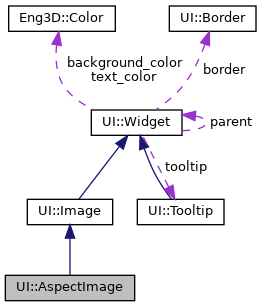 Eng3D::Color
UI::Border
background_color
text_color
border
UI::Widget
parent
tooltip
UI::Image
UI::Tooltip
UI::AspectImage